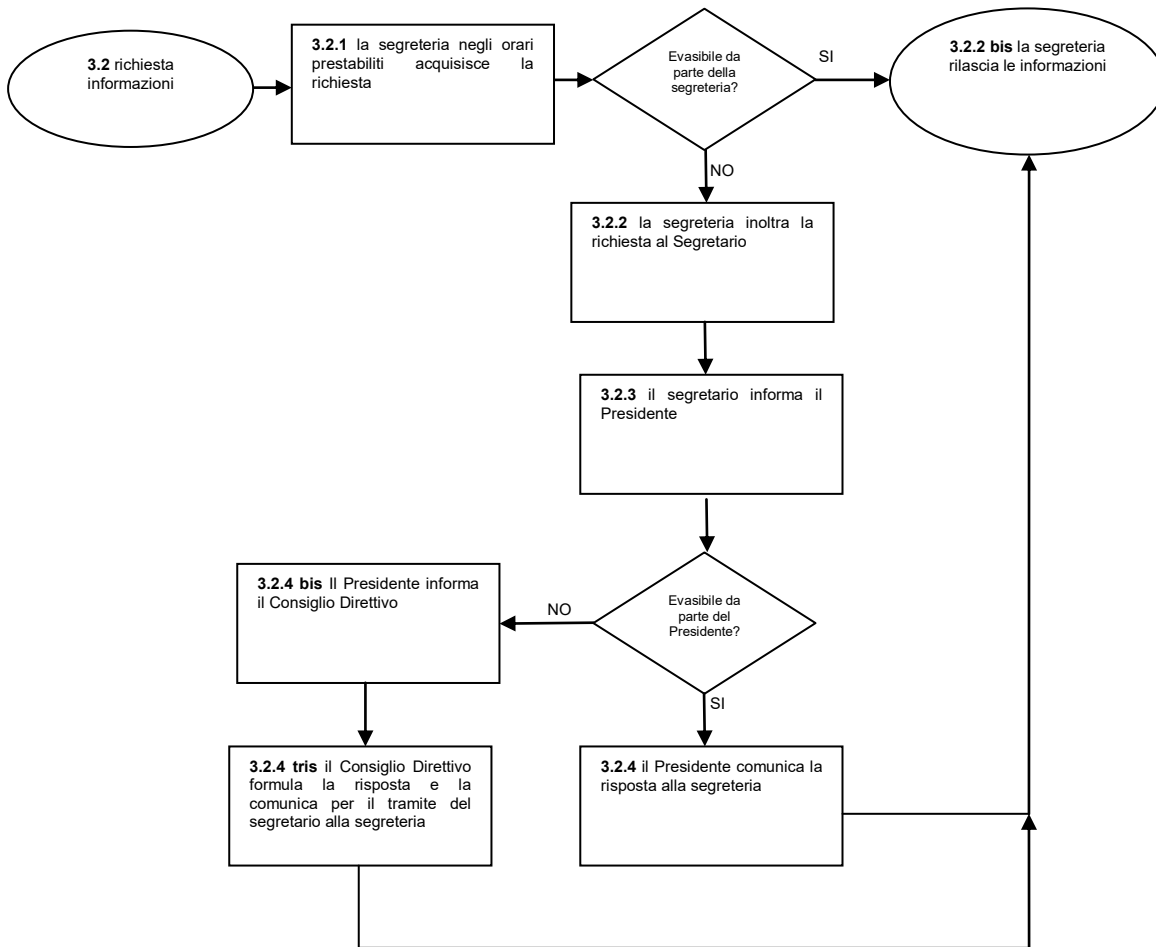 3.2 richiesta
informazioni
3.2.1 la segreteria negli orari
prestabiliti acquisisce la
richiesta
Evasibile da
parte della
segreteria?
SI
3.2.2 bis la segreteria
rilascia le informazioni
NO
3.2.2 la segreteria inoltra la
richiesta al Segretario
3.2.3 il segretario informa il
Presidente
Evasibile da
parte del
Presidente?
NO
3.2.4 bis Il Presidente informa
il Consiglio Direttivo
SI
3.2.4 tris il Consiglio Direttivo
formula la risposta e la
comunica per il tramite del
segretario alla segreteria
3.2.4 il Presidente comunica la
risposta alla segreteria